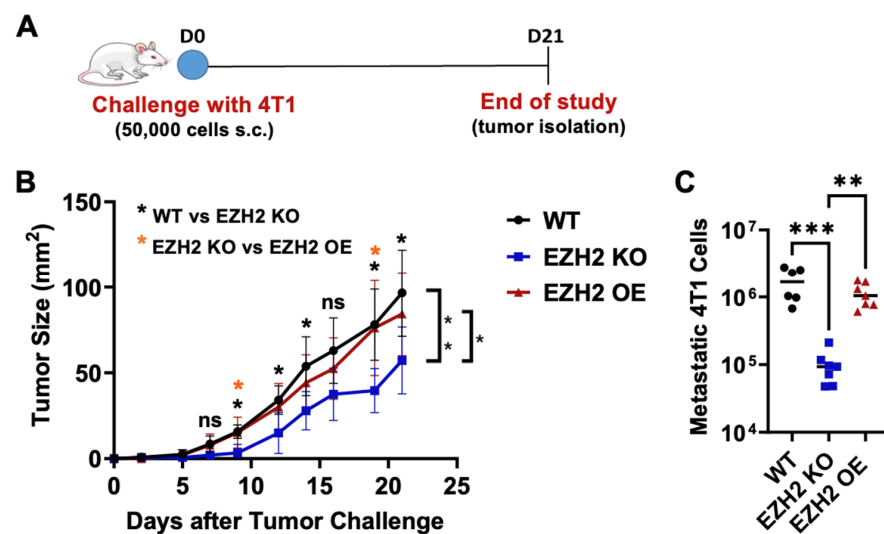 A
D0
D21
Challenge with 4T1
(50,000 cells s.c.)
End of study
(tumor isolation)
B
Tumor Size (mm²)
150
100
50
0
* WT vs EZH2 KO
* EZH2 KO vs EZH2 OE
ns
*
*
*
*
ns
*
*
*
* *
*
0
5
10
15
20
25
Days after Tumor Challenge
WT
EZH2 KO
EZH2 OE
C
**
***
Metastatic 4T1 Cells
10⁷
10⁶
10⁵
10⁴
WT
EZH2 KO
EZH2 OE